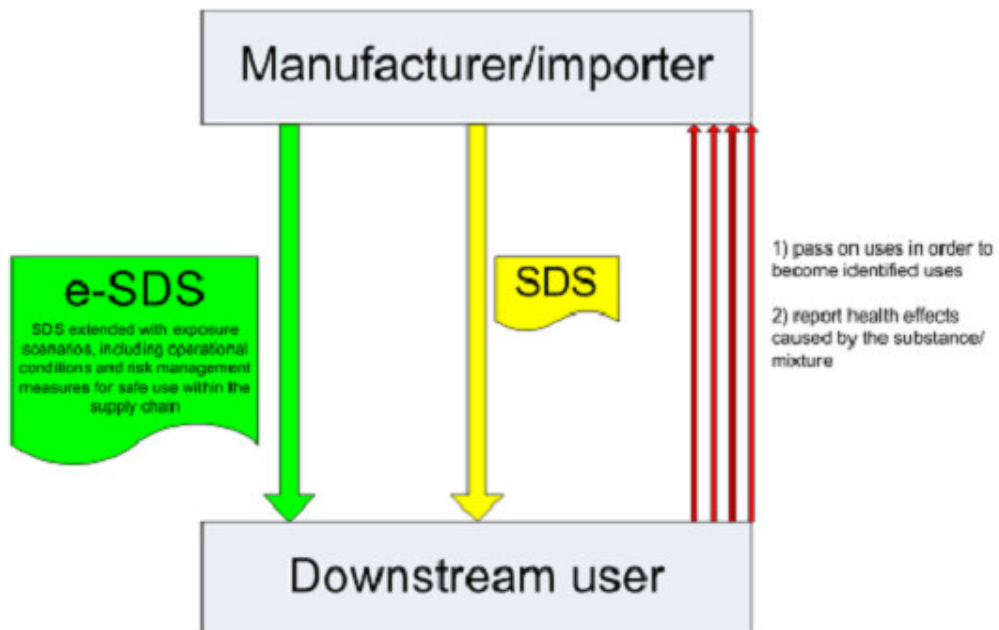 Manufacturer/importer
e-SDS
SDS extended with exposure
scenarios, including operational
conditions and risk management
measures for safe use within the
supply chain
SDS
1) pass on uses in order to
become identified uses
2) report health effects
caused by the substance/
mixture
Downstream user